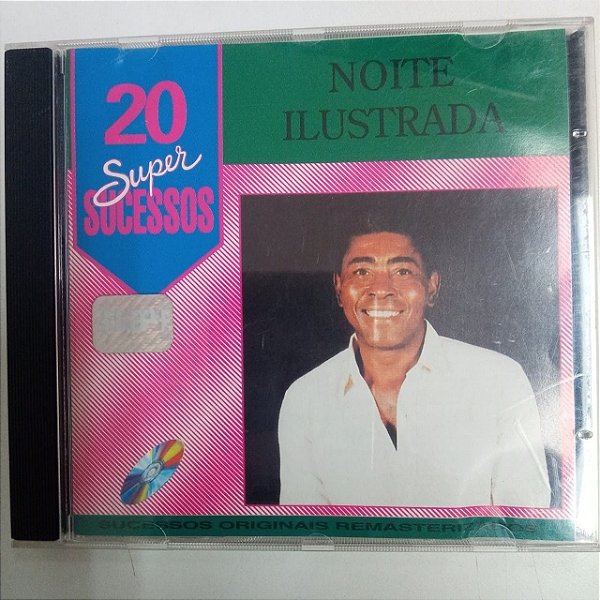 20
Super
SUCESSOS
NOITE
ILUSTRADA
SUCESSOS ORIGINAIS REMASTERIZADOS